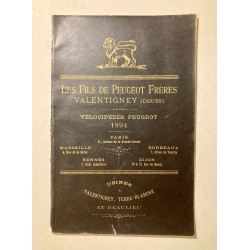 LES FILS DE PEUGEOT FRÈRES
VALENTIGNEY (DOUBS)
VÉLOCIPÈDES PEUGEOT
1894
PARIS
MARSEILLE
BORDEAUX
RENNES
DIJON
USINES
VALENTIGNEY, TERRE-BLANCHE
ET BEAULIEU